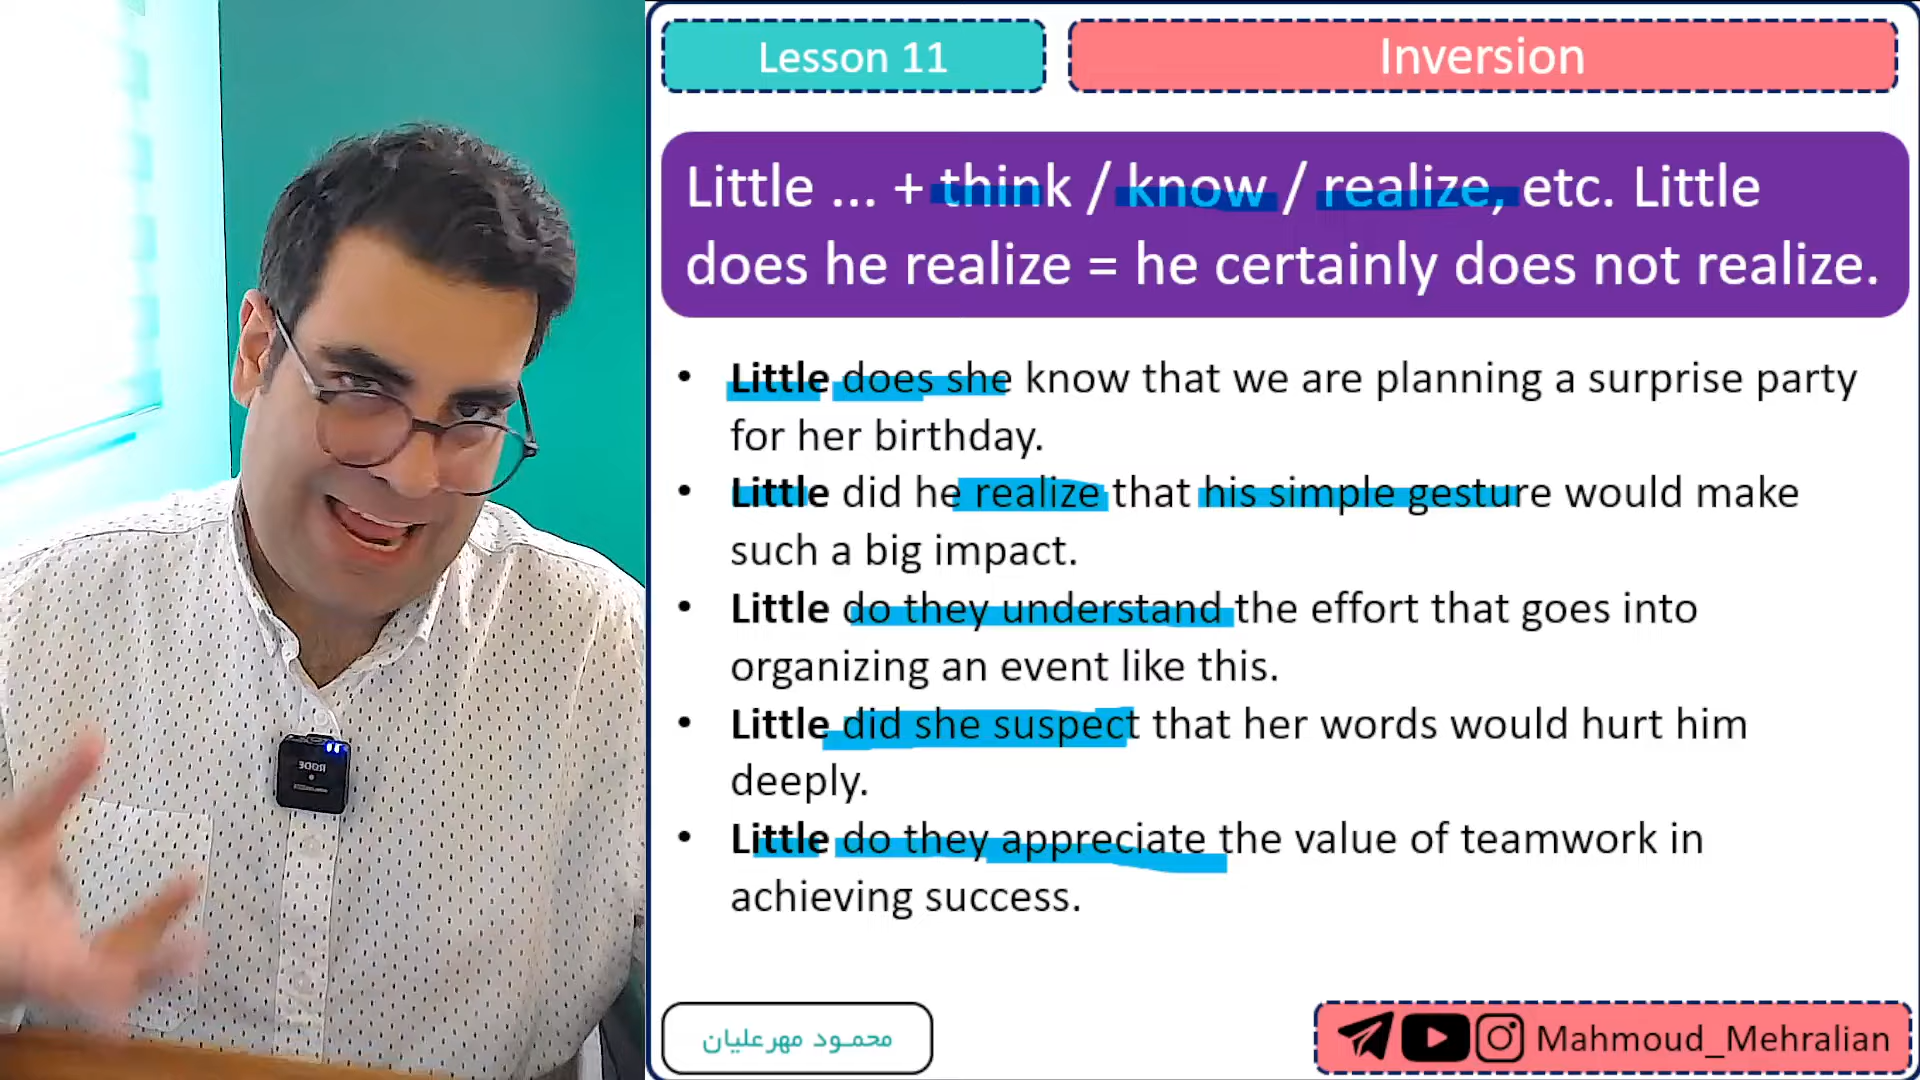 Lesson 11
Inversion
Little ... + think / know / realize, etc. Little
does he realize = he certainly does not realize.
• Little does she know that we are planning a surprise party
for her birthday.
• Little did he realize that his simple gesture would make
such a big impact.
• Little do they understand the effort that goes into
organizing an event like this.
• Little did she suspect that her words would hurt him
deeply.
• Little do they appreciate the value of teamwork in
achieving success.
محمـود مهرعلیان
Mahmoud_Mehralian
RODE